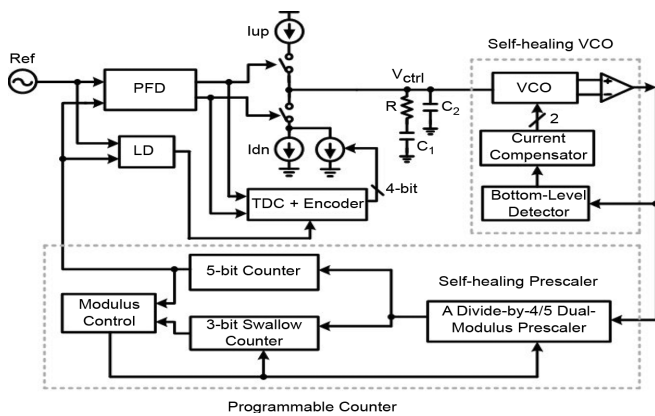 Iup
Self-healing VCO
Ref
PFD
Vctrl
VCO
R
C2
C1
2
LD
Idn
Current
Compensator
4-bit
TDC + Encoder
Bottom-Level
Detector
5-bit Counter
Self-healing Prescaler
Modulus
Control
3-bit Swallow
Counter
A Divide-by-4/5 Dual-
Modulus Prescaler
Programmable Counter